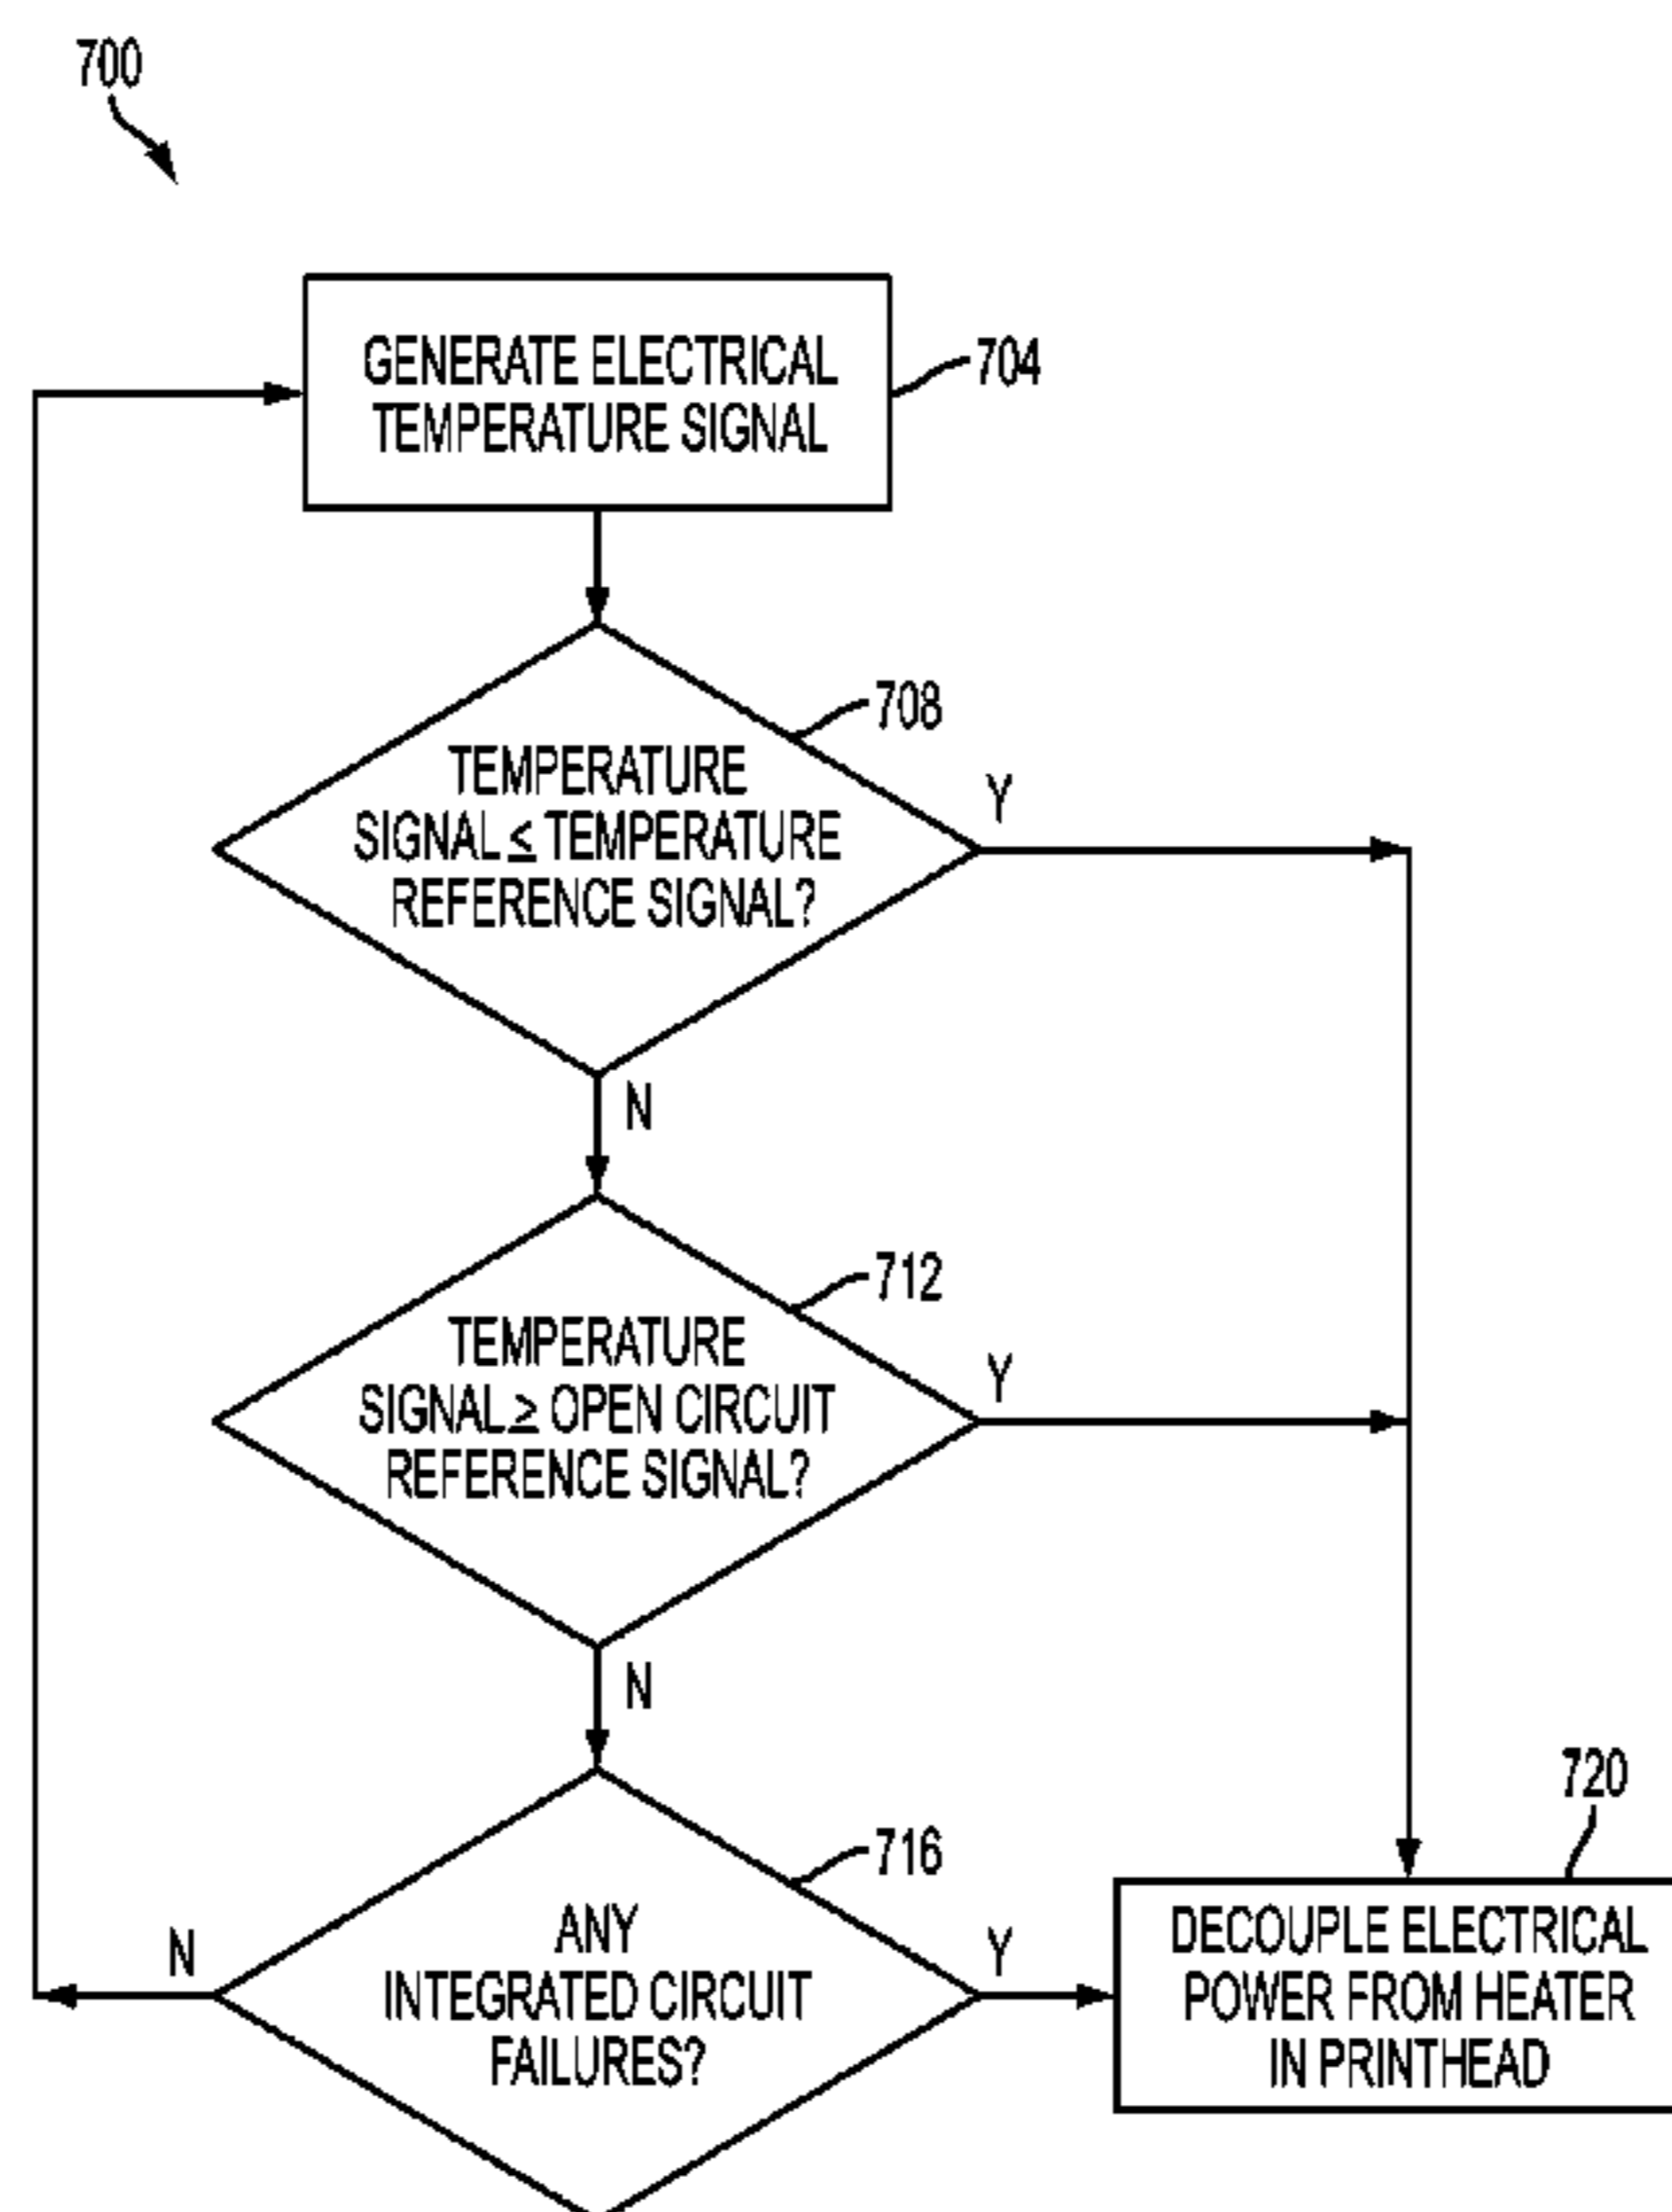 700
GENERATE ELECTRICAL
TEMPERATURE SIGNAL
704
708
TEMPERATURE
SIGNAL ≤ TEMPERATURE
REFERENCE SIGNAL?
Y
N
712
TEMPERATURE
SIGNAL ≥ OPEN CIRCUIT
REFERENCE SIGNAL?
Y
N
716
ANY
INTEGRATED CIRCUIT
FAILURES?
N
Y
720
DECOUPLE ELECTRICAL
POWER FROM HEATER
IN PRINTHEAD